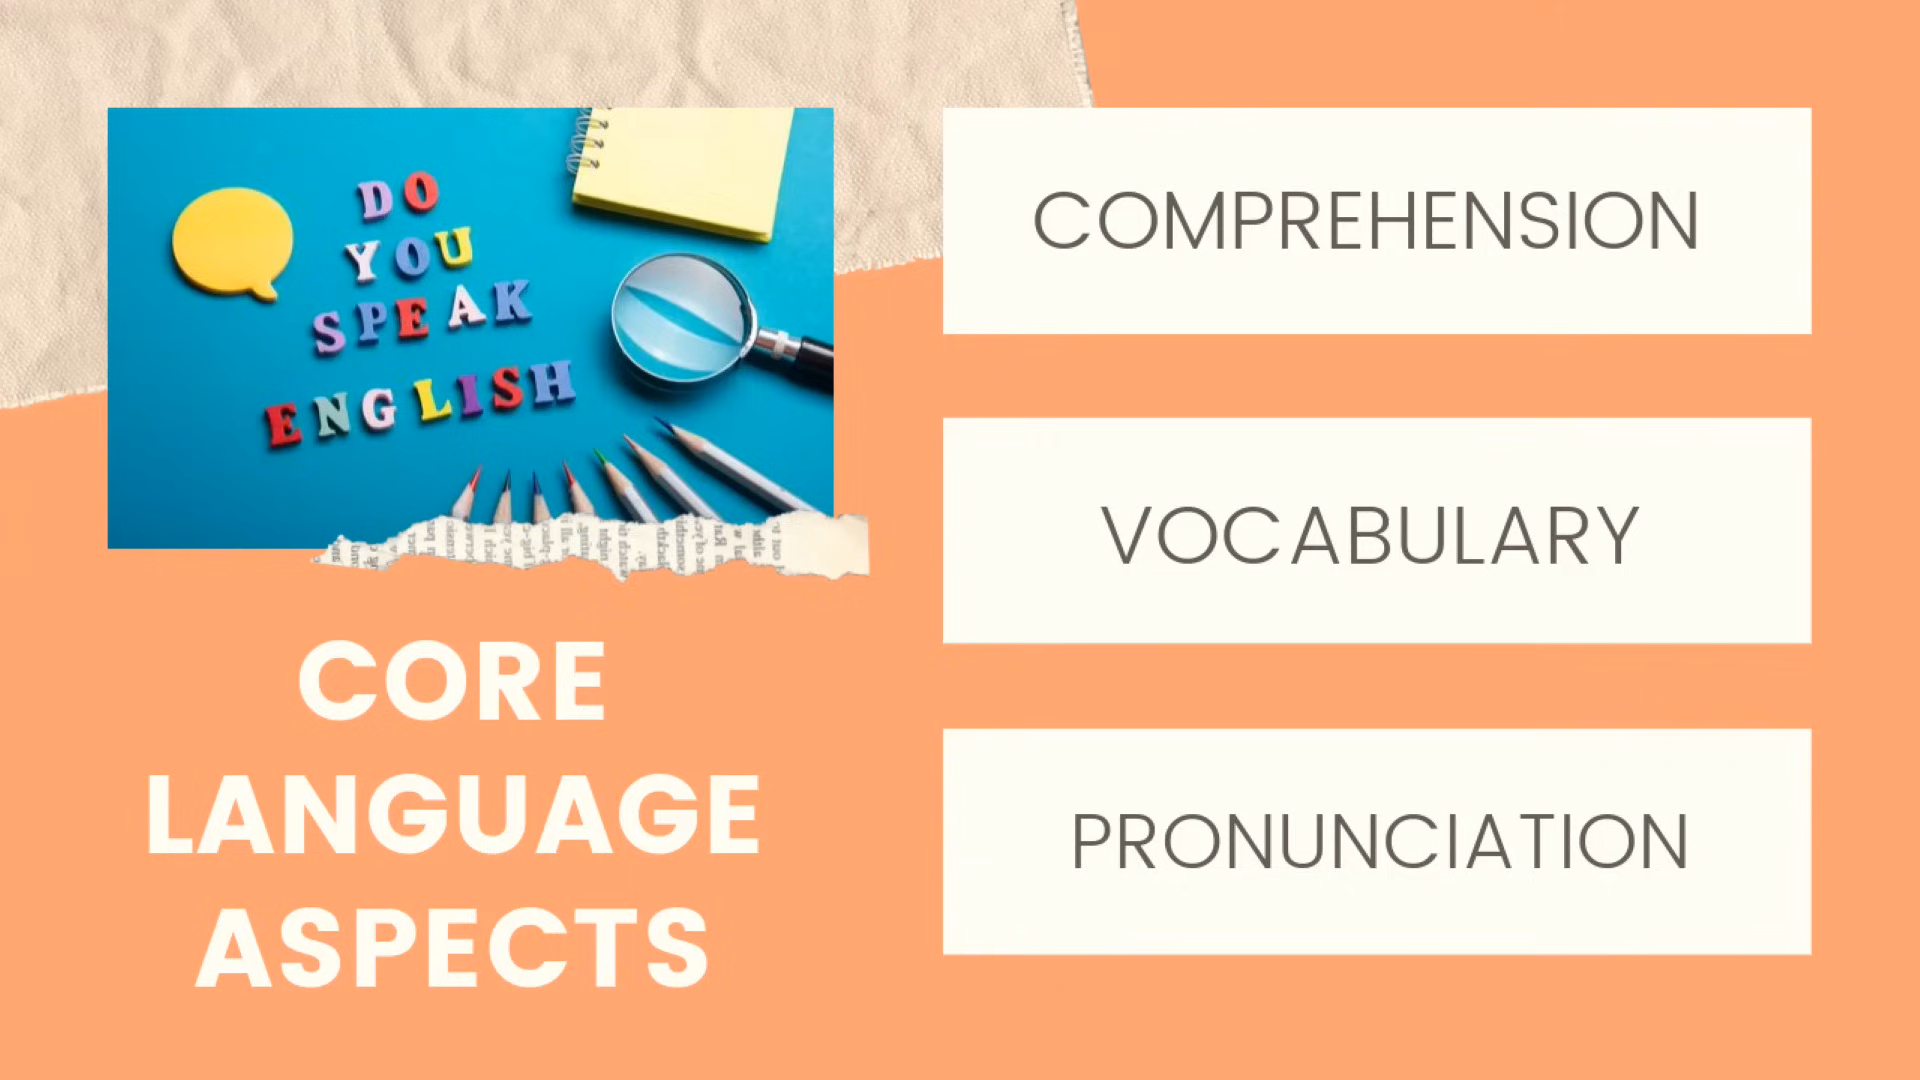 DO
YOU
SPEAK
ENGLISH
CORE
LANGUAGE
ASPECTS
COMPREHENSION
VOCABULARY
PRONUNCIATION